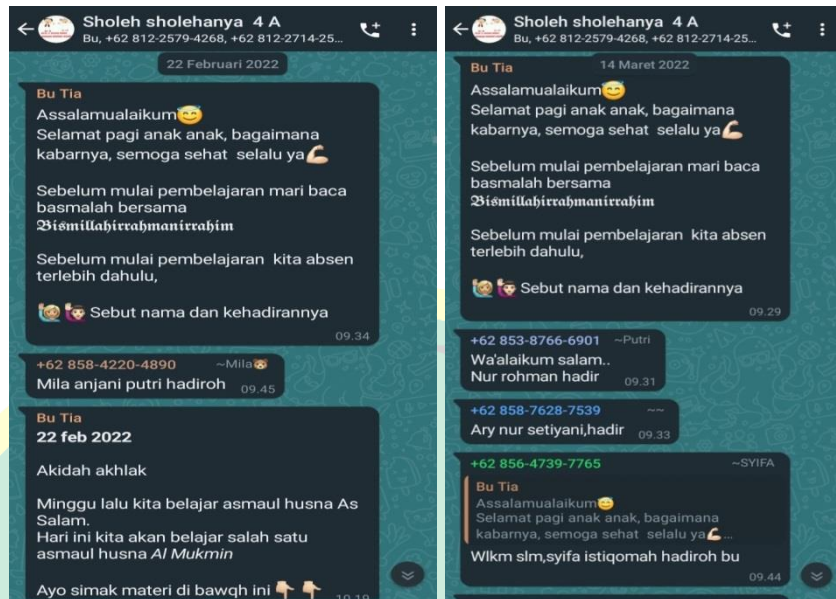 Sholeh sholehanya 4 A
Bu, +62 812-2579-4268, +62 812-2714-25...
22 Februari 2022
Bu Tia
Assalamualaikum😇
Selamat pagi anak anak, bagaimana
kabarnya, semoga sehat selalu ya💪🏻
Sebelum mulai pembelajaran mari baca
basmalah bersama
𝕭𝖎𝖘𝖒𝖎𝖑𝖑𝖆𝖍𝖎𝖗𝖗𝖆𝖍𝖒𝖆𝖓𝖎𝖗𝖗𝖆𝖍𝖎𝖒
Sebelum mulai pembelajaran kita absen
terlebih dahulu,
🙋🏼🙋🏻‍♀️ Sebut nama dan kehadirannya
09.34
+62 858-4220-4890 ~Mila🐯
Mila anjani putri hadiroh 09.45
Bu Tia
22 feb 2022
Akidah akhlak
Minggu lalu kita belajar asmaul husna As
Salam.
Hari ini kita akan belajar salah satu
asmaul husna Al Mukmin
Ayo simak materi di bawqh ini👇🏻👇🏻 10.19
Sholeh sholehanya 4 A
Bu, +62 812-2579-4268, +62 812-2714-25...
14 Maret 2022
Bu Tia
Assalamualaikum😇
Selamat pagi anak anak, bagaimana
kabarnya, semoga sehat selalu ya💪🏻
Sebelum mulai pembelajaran mari baca
basmalah bersama
𝕭𝖎𝖘𝖒𝖎𝖑𝖑𝖆𝖍𝖎𝖗𝖗𝖆𝖍𝖒𝖆𝖓𝖎𝖗𝖗𝖆𝖍𝖎𝖒
Sebelum mulai pembelajaran kita absen
terlebih dahulu,
🙋🏼🙋🏻‍♀️ Sebut nama dan kehadirannya
09.29
+62 853-8766-6901 ~Putri
Wa'alaikum salam..
Nur rohman hadir 09.31
+62 858-7628-7539 ~~
Ary nur setiyani,hadir 09.33
+62 856-4739-7765 ~SYIFA
Bu Tia
Assalamualaikum😇
Selamat pagi anak anak, bagaimana
kabarnya, semoga sehat selalu ya💪🏻...
Wlkm slm,syifa istiqomah hadiroh bu
09.44